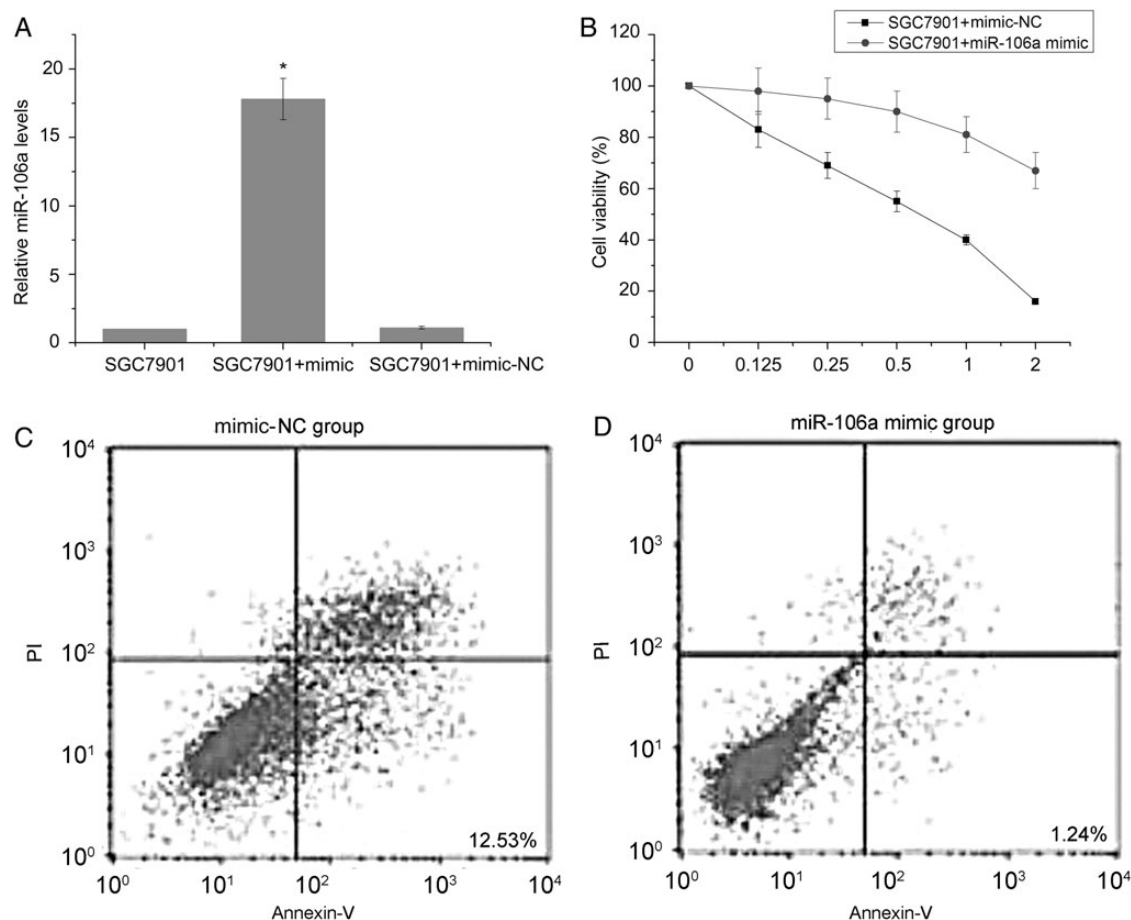 A
Relative miR-106a levels
20
15
10
5
0
*
SGC7901
SGC7901+mimic
SGC7901+mimic-NC
B
SGC7901+mimic-NC
SGC7901+miR-106a mimic
Cell viability (%)
120
100
80
60
40
20
0
0 0.125 0.25 0.5 1 2
C
mimic-NC group
PI
10⁴
10³
10²
10¹
10⁰
12.53%
10⁰ 10¹ 10² 10³ 10⁴
Annexin-V
D
miR-106a mimic group
PI
10⁴
10³
10²
10¹
10⁰
1.24%
10⁰ 10¹ 10² 10³ 10⁴
Annexin-V